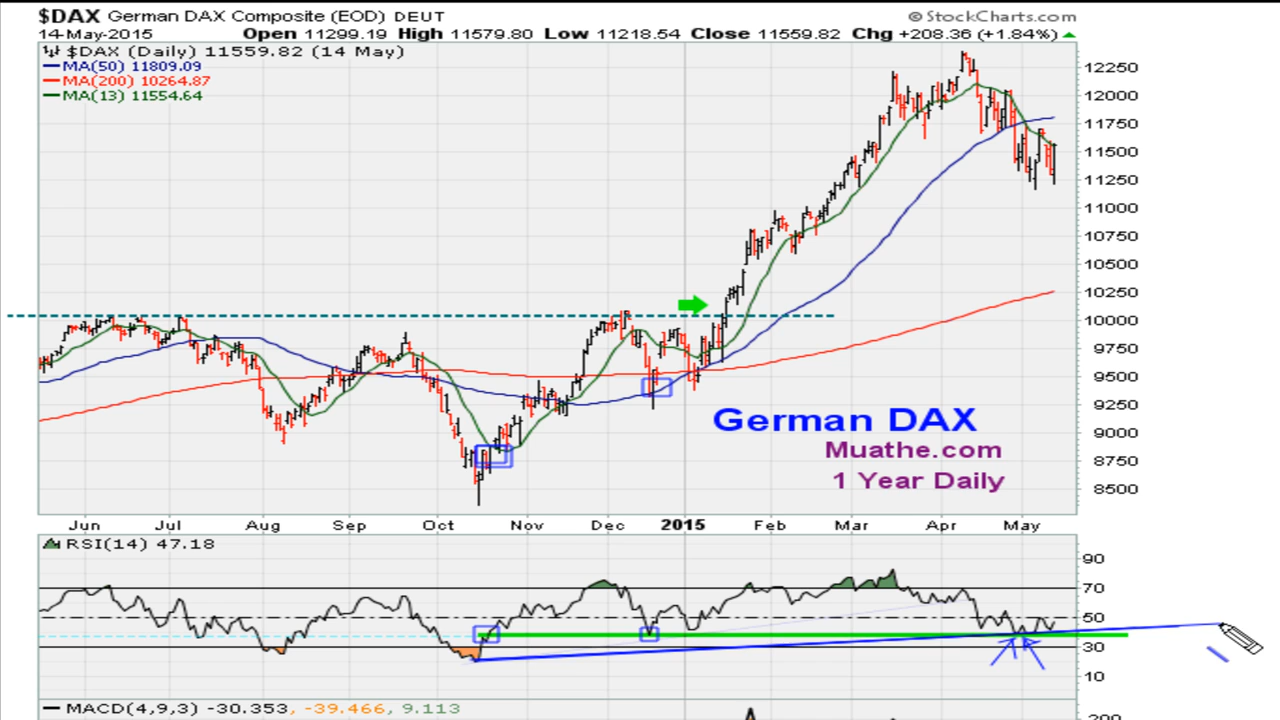 $DAX German DAX Composite (EOD) DEUT © StockCharts.com
14-May-2015 Open 11299.19 High 11579.80 Low 11218.54 Close 11559.82 Chg +208.36 (+1.84%)
$DAX (Daily) 11559.82 (14 May)
MA(50) 11809.09
MA(200) 10264.87
MA(13) 11554.64
12250
12000
11750
11500
11250
11000
10750
10500
10250
10000
9750
9500
9250
9000
8750
8500
German DAX
Muathe.com
1 Year Daily
Jun Jul Aug Sep Oct Nov Dec 2015 Feb Mar Apr May
RSI(14) 47.18
90
70
50
30
10
MACD(4,9,3) -30.353, -39.466, 9.113
200